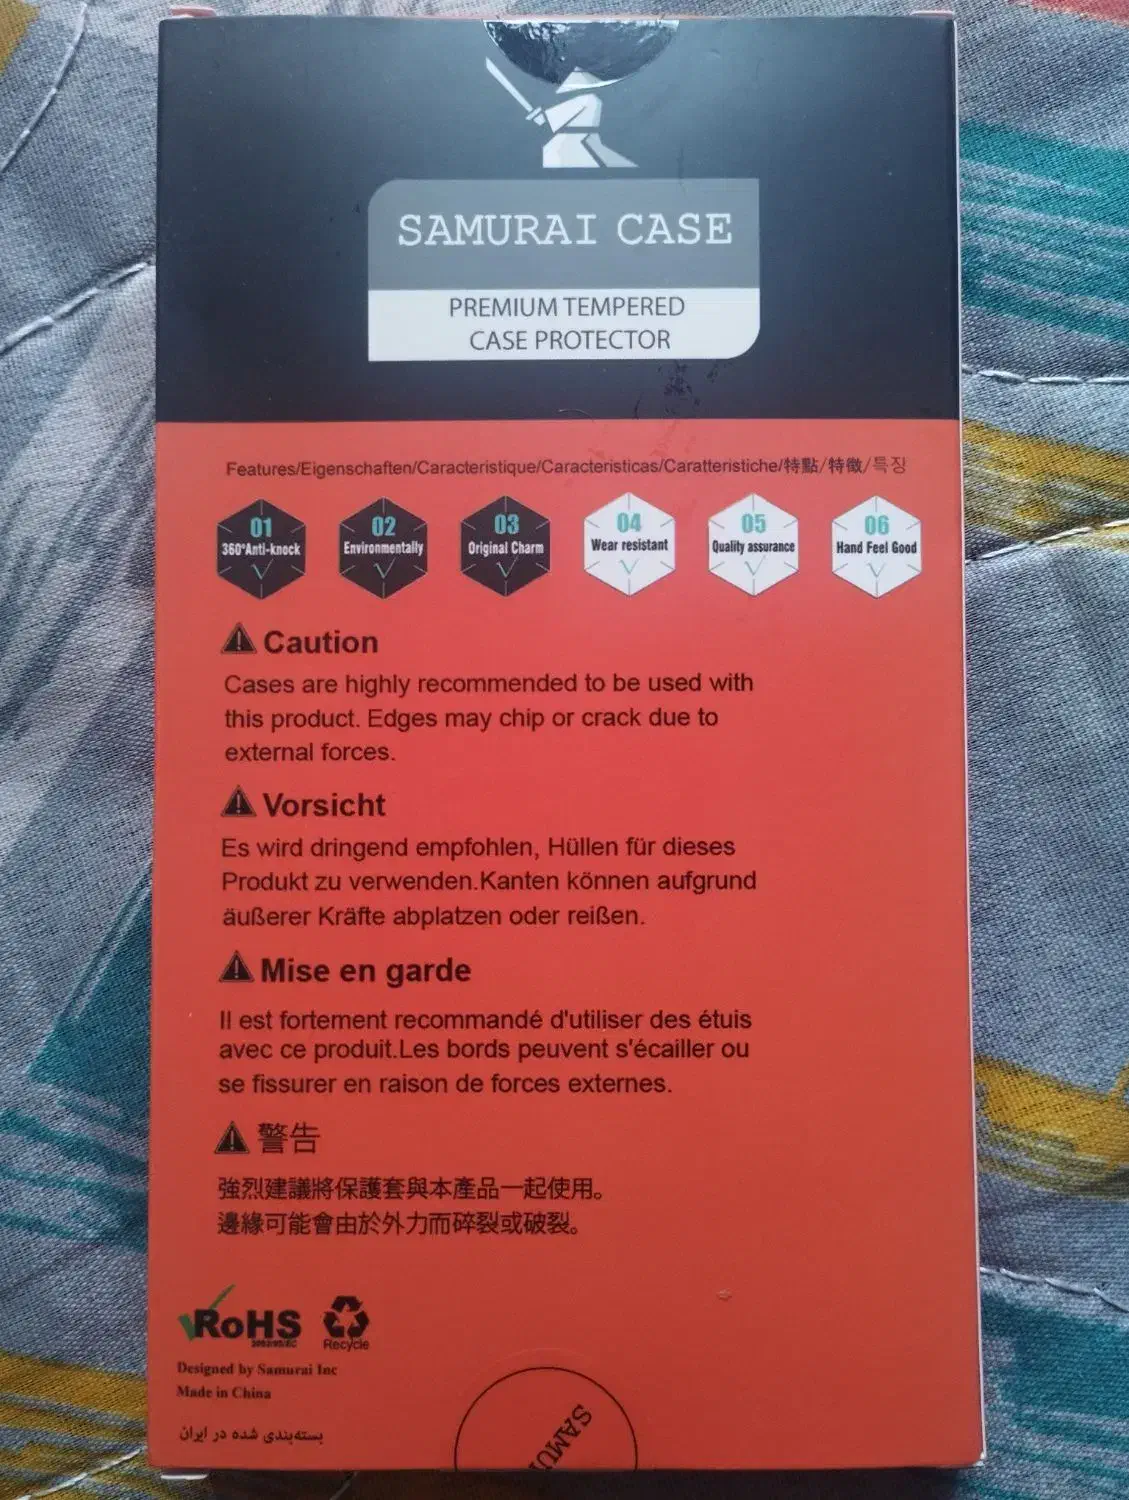 SAMURAI CASE
PREMIUM TEMPERED
CASE PROTECTOR
Features/Eigenschaften/Caracteristique/Caracteristicas/Caratteristiche/特點/特徵/특징
01
360°Anti-knock
02
Environmentally
03
Original Charm
04
Wear resistant
05
Quality assurance
06
Hand Feel Good
Caution
Cases are highly recommended to be used with
this product. Edges may chip or crack due to
external forces.
Vorsicht
Es wird dringend empfohlen, Hüllen für dieses
Produkt zu verwenden.Kanten können aufgrund
äußerer Kräfte abplatzen oder reißen.
Mise en garde
Il est fortement recommandé d'utiliser des étuis
avec ce produit.Les bords peuvent s'écailler ou
se fissurer en raison de forces externes.
警告
強烈建議將保護套與本產品一起使用。
邊緣可能會由於外力而碎裂或破裂。
RoHS
Recycle
Designed by Samurai Inc
Made in China
بسته‌بندی شده در ایران
SAMU